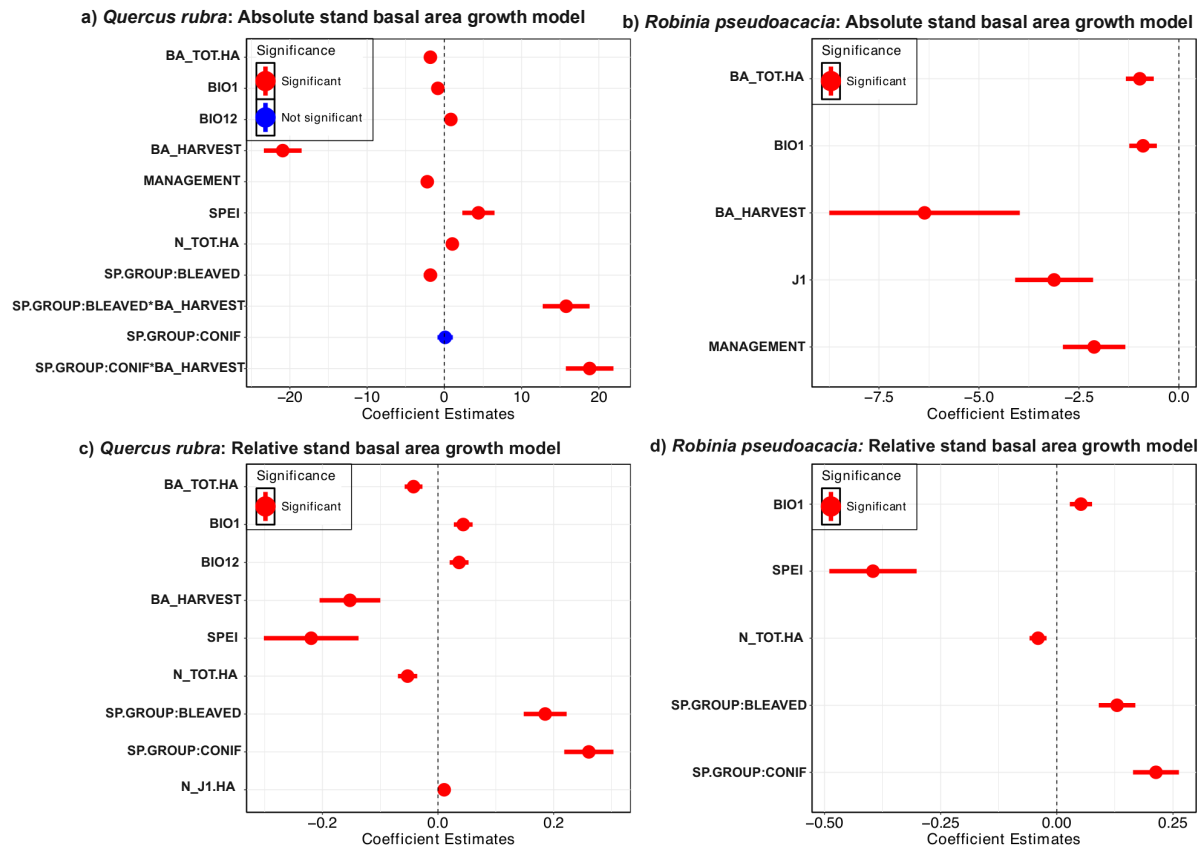 a) Quercus rubra: Absolute stand basal area growth model
BA_TOT.HA
BIO1
BIO12
BA_HARVEST
MANAGEMENT
SPEI
N_TOT.HA
SP.GROUP:BLEAVED
SP.GROUP:BLEAVED*BA_HARVEST
SP.GROUP:CONIF
SP.GROUP:CONIF*BA_HARVEST
Significance
Significant
Not significant
−20
−10
0
10
20
Coefficient Estimates
b) Robinia pseudoacacia: Absolute stand basal area growth model
BA_TOT.HA
BIO1
BA_HARVEST
J1
MANAGEMENT
Significance
Significant
−7.5
−5.0
−2.5
0.0
Coefficient Estimates
c) Quercus rubra: Relative stand basal area growth model
BA_TOT.HA
BIO1
BIO12
BA_HARVEST
SPEI
N_TOT.HA
SP.GROUP:BLEAVED
SP.GROUP:CONIF
N_J1.HA
Significance
Significant
−0.2
0.0
0.2
Coefficient Estimates
d) Robinia pseudoacacia: Relative stand basal area growth model
BIO1
SPEI
N_TOT.HA
SP.GROUP:BLEAVED
SP.GROUP:CONIF
Significance
Significant
−0.50
−0.25
0.00
0.25
Coefficient Estimates